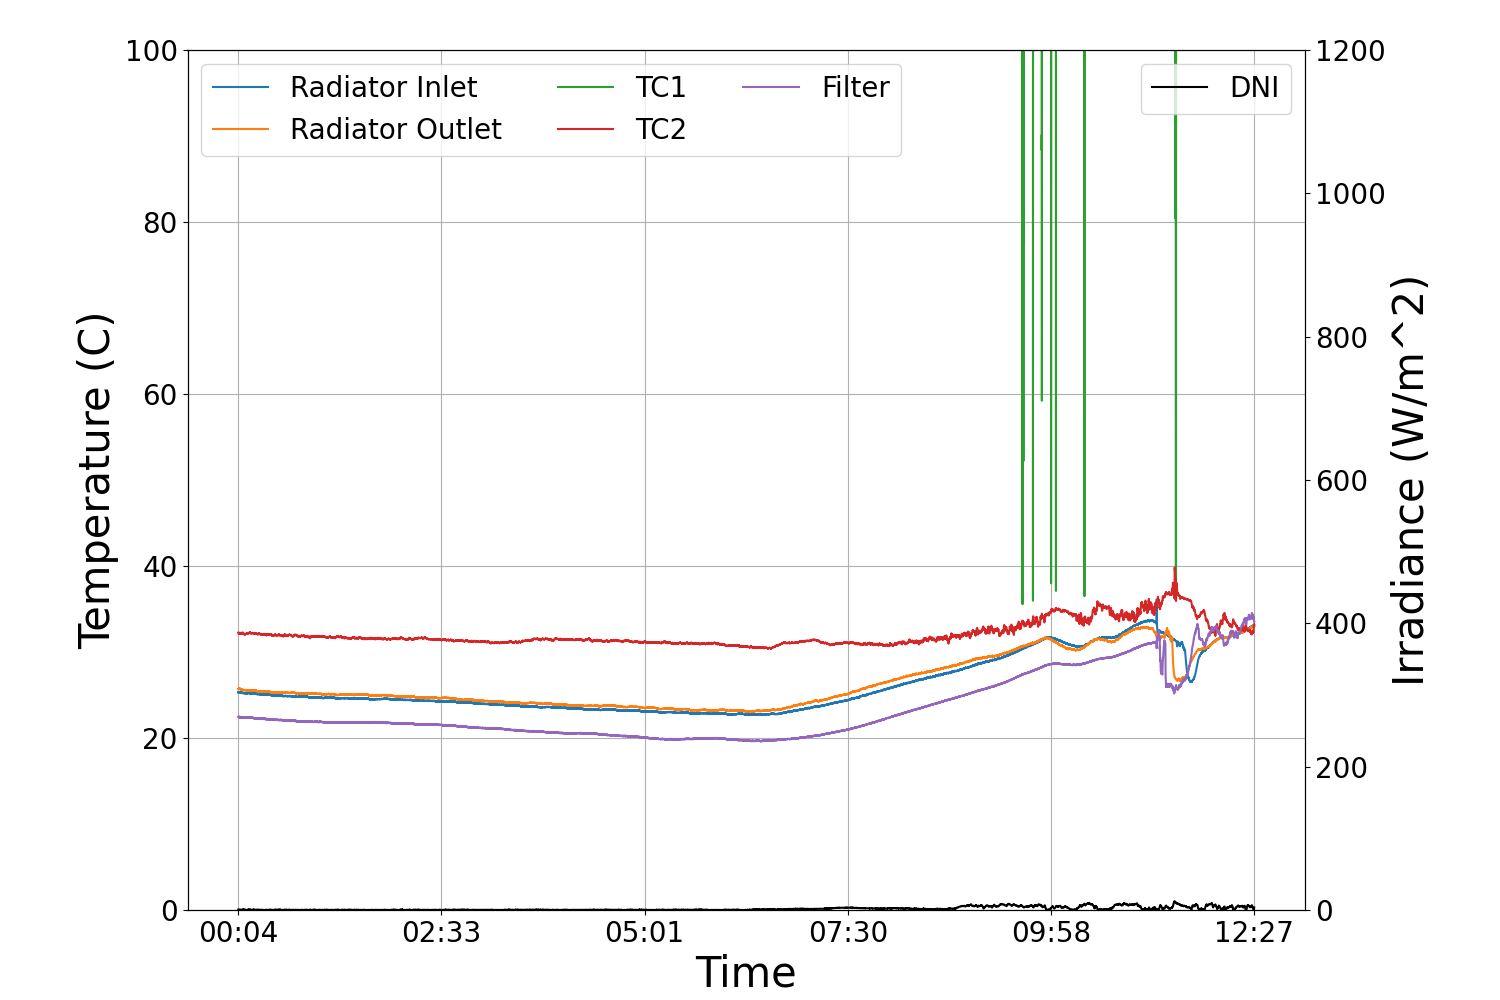 Temperature (C)
100
80
60
40
20
0
Radiator Inlet
Radiator Outlet
TC1
TC2
Filter
DNI
1200
1000
800
600
400
200
0
Irradiance (W/m^2)
00:04 02:33 05:01 07:30 09:58 12:27
Time